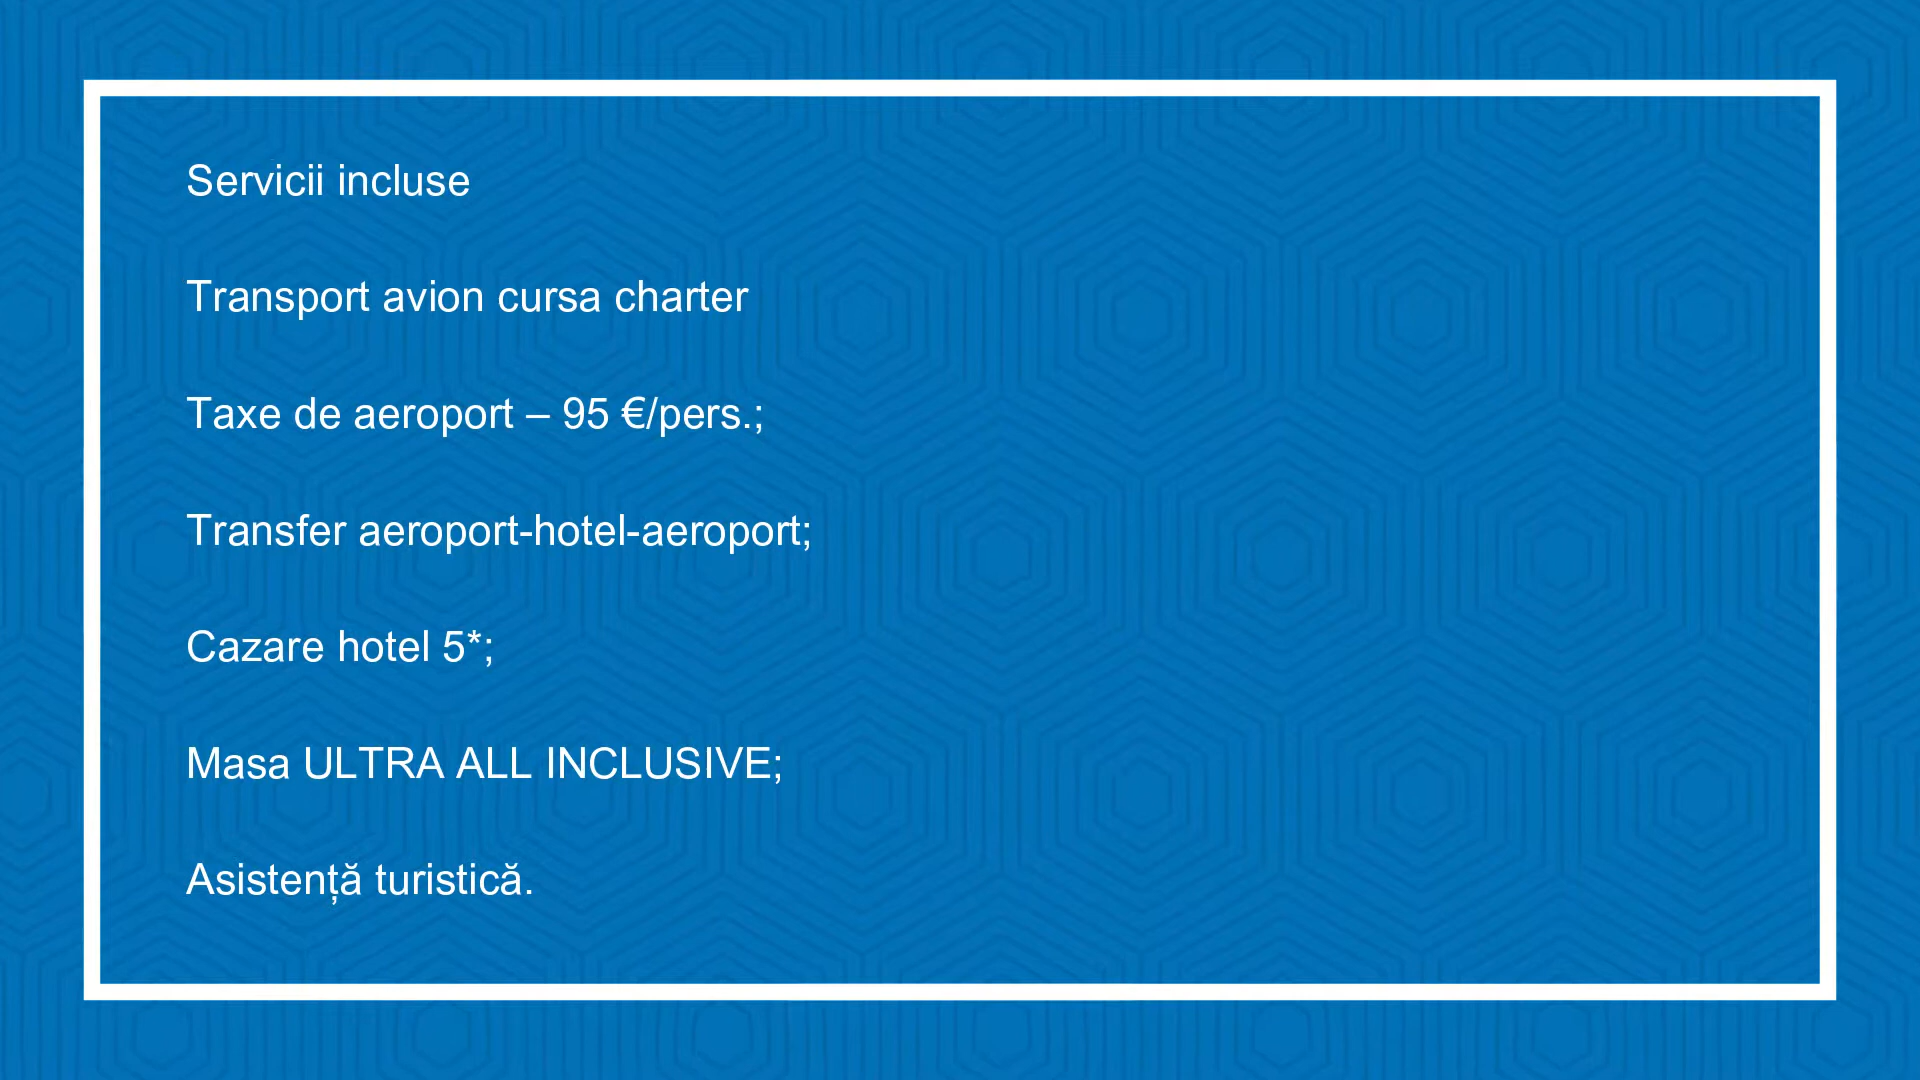 Servicii incluse
Transport avion cursa charter
Taxe de aeroport – 95 €/pers.;
Transfer aeroport-hotel-aeroport;
Cazare hotel 5*;
Masa ULTRA ALL INCLUSIVE;
Asistență turistică.